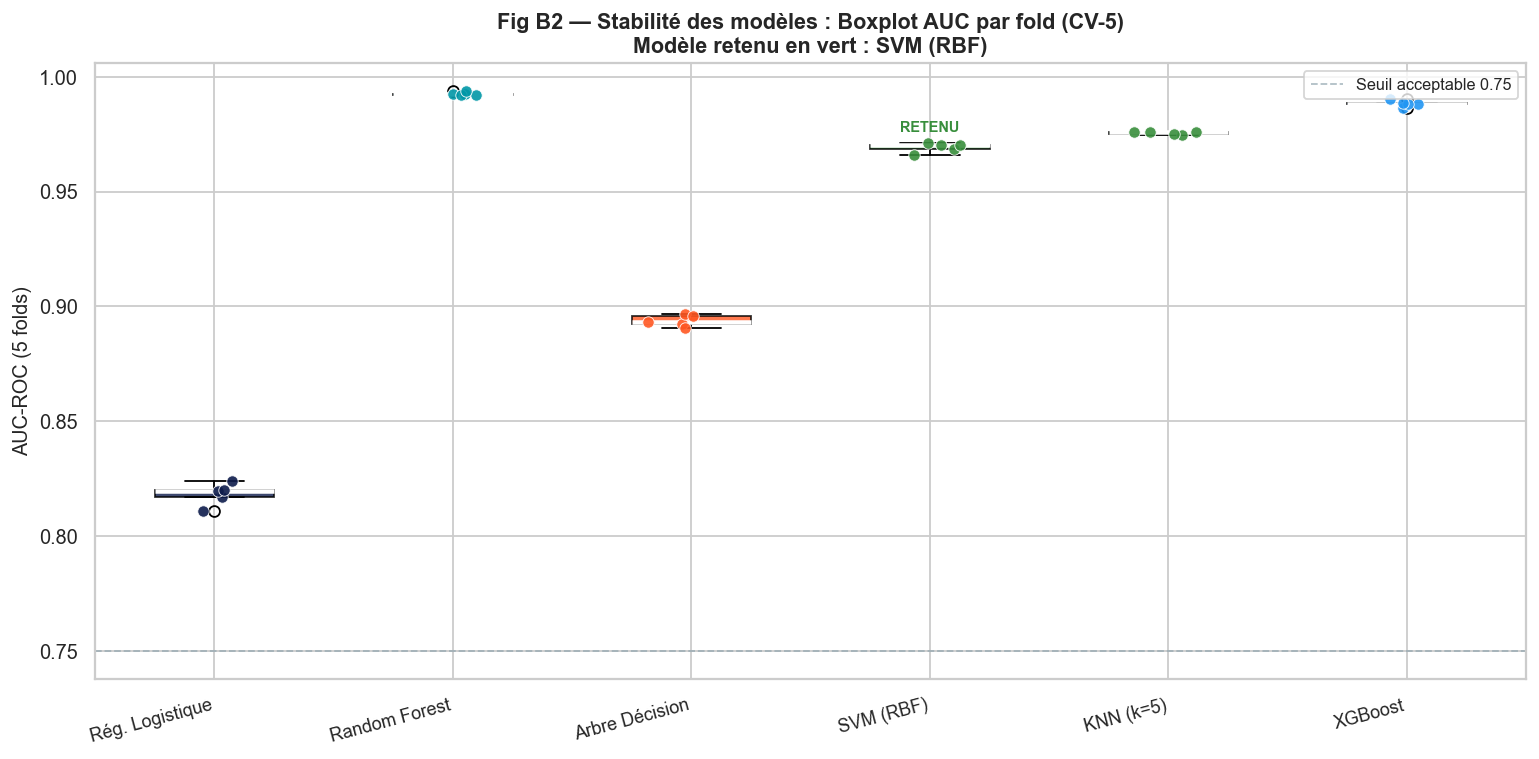 Fig B2 — Stabilité des modèles : Boxplot AUC par fold (CV-5)
Modèle retenu en vert : SVM (RBF)
Seuil acceptable 0.75
RETENU
AUC-ROC (5 folds)
1.00
0.95
0.90
0.85
0.80
0.75
Rég. Logistique
Random Forest
Arbre Décision
SVM (RBF)
KNN (k=5)
XGBoost